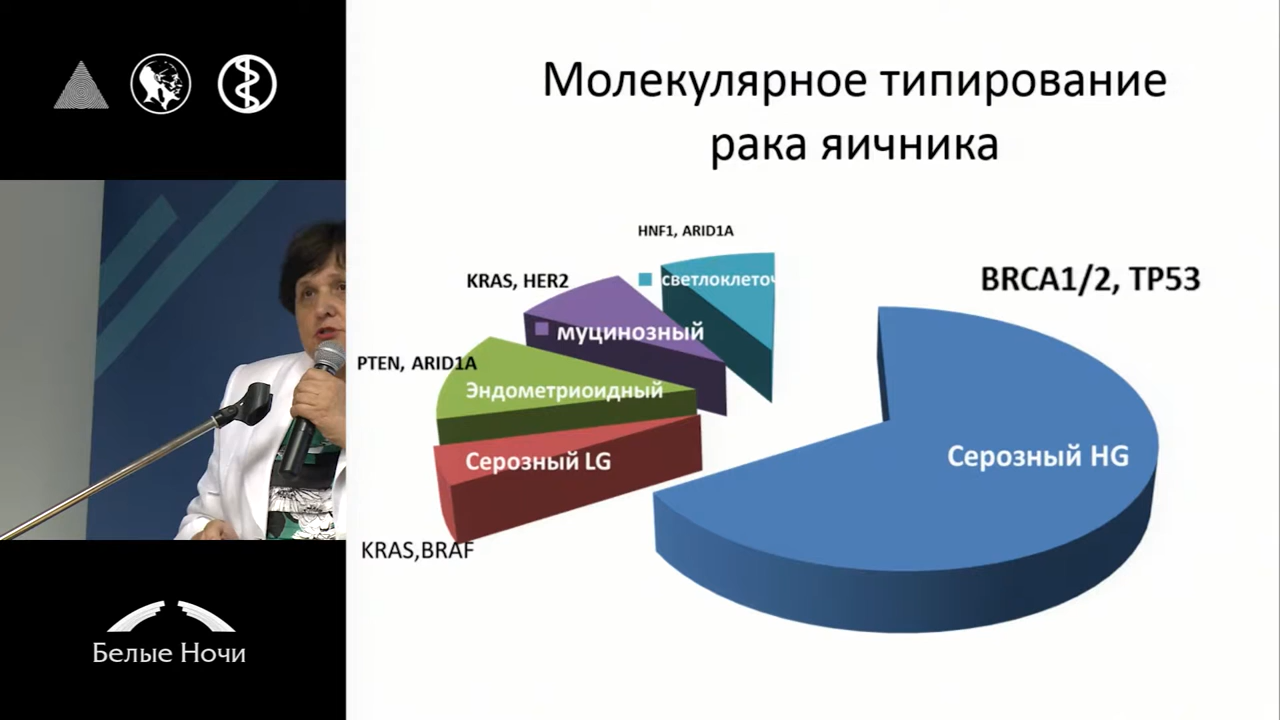 Молекулярное типирование
рака яичника
HNF1, ARID1A
светлоклеточ
KRAS, HER2
BRCA1/2, TP53
муцинозный
PTEN, ARID1A
Эндометриоидный
Серозный HG
Серозный LG
KRAS,BRAF
Белые Ночи